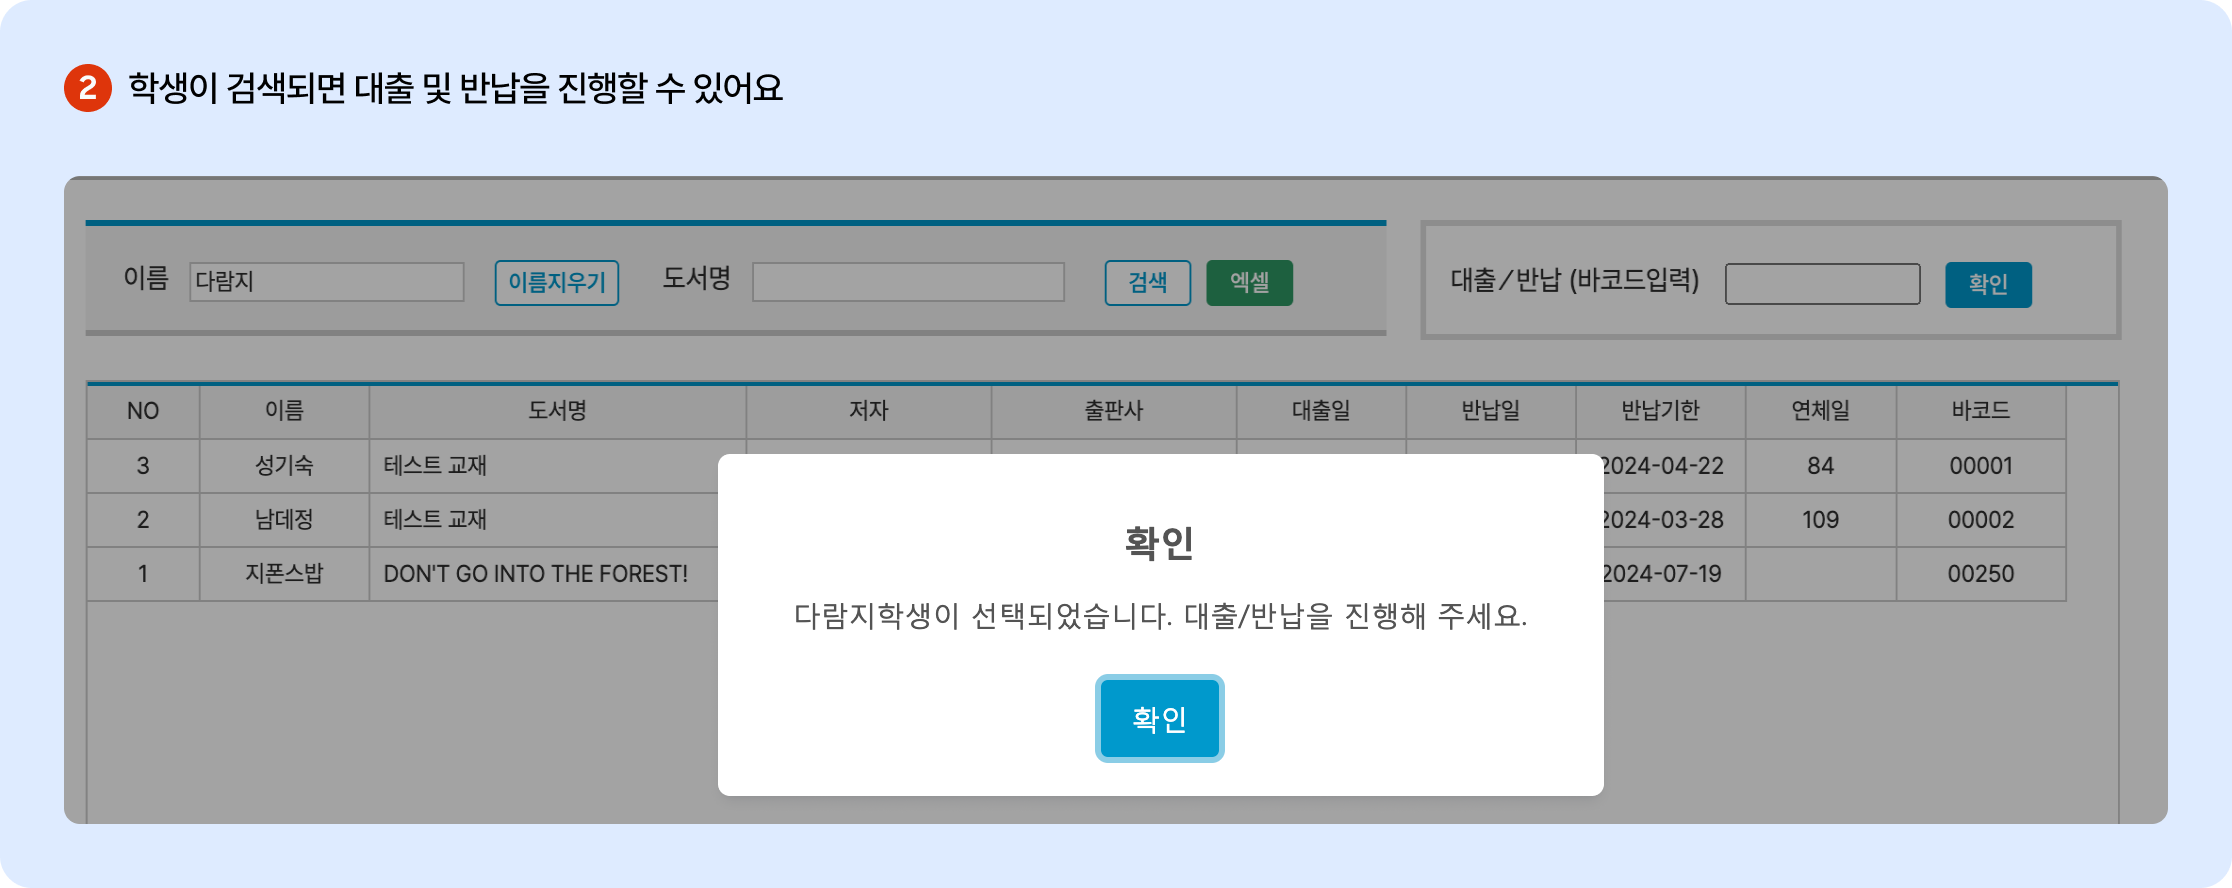 2 학생이 검색되면 대출 및 반납을 진행할 수 있어요
이름 다람지 이름지우기 도서명 검색 엑셀 대출/반납 (바코드입력) 확인
NO 이름 도서명 저자 출판사 대출일 반납일 반납기한 연체일 바코드
3 성기숙 테스트 교재 2024-04-22 84 00001
2 남데정 테스트 교재 2024-03-28 109 00002
1 지폰스밥 DON'T GO INTO THE FOREST! 2024-07-19 00250
확인
다람지학생이 선택되었습니다. 대출/반납을 진행해 주세요.
확인